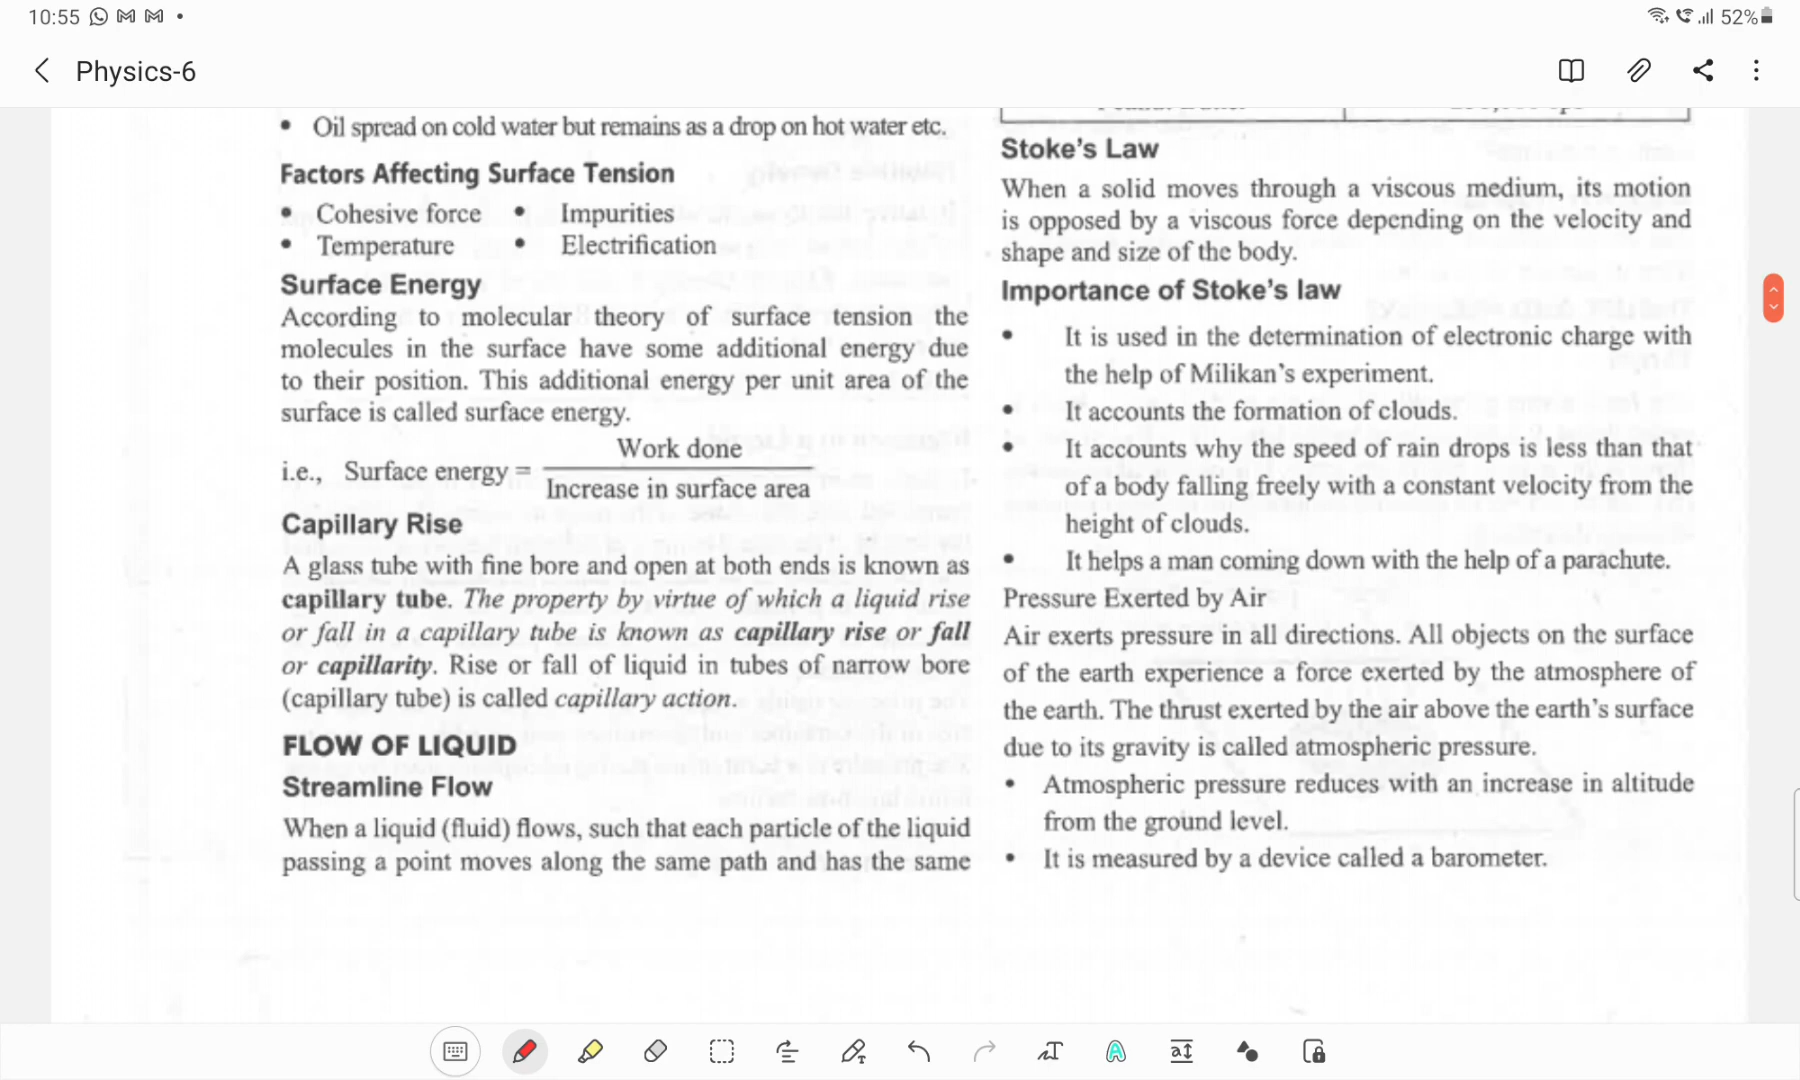 10:55
52%
Physics-6
• Oil spread on cold water but remains as a drop on hot water etc.
Factors Affecting Surface Tension
• Cohesive force • Impurities
• Temperature • Electrification
Surface Energy
According to molecular theory of surface tension the
molecules in the surface have some additional energy due
to their position. This additional energy per unit area of the
surface is called surface energy.
Work done
i.e., Surface energy =
Increase in surface area
Capillary Rise
A glass tube with fine bore and open at both ends is known as
capillary tube. The property by virtue of which a liquid rise
or fall in a capillary tube is known as capillary rise or fall
or capillarity. Rise or fall of liquid in tubes of narrow bore
(capillary tube) is called capillary action.
FLOW OF LIQUID
Streamline Flow
When a liquid (fluid) flows, such that each particle of the liquid
passing a point moves along the same path and has the same
Stoke's Law
When a solid moves through a viscous medium, its motion
is opposed by a viscous force depending on the velocity and
shape and size of the body.
Importance of Stoke's law
• It is used in the determination of electronic charge with
the help of Milikan's experiment.
• It accounts the formation of clouds.
• It accounts why the speed of rain drops is less than that
of a body falling freely with a constant velocity from the
height of clouds.
• It helps a man coming down with the help of a parachute.
Pressure Exerted by Air
Air exerts pressure in all directions. All objects on the surface
of the earth experience a force exerted by the atmosphere of
the earth. The thrust exerted by the air above the earth's surface
due to its gravity is called atmospheric pressure.
• Atmospheric pressure reduces with an increase in altitude
from the ground level.
• It is measured by a device called a barometer.